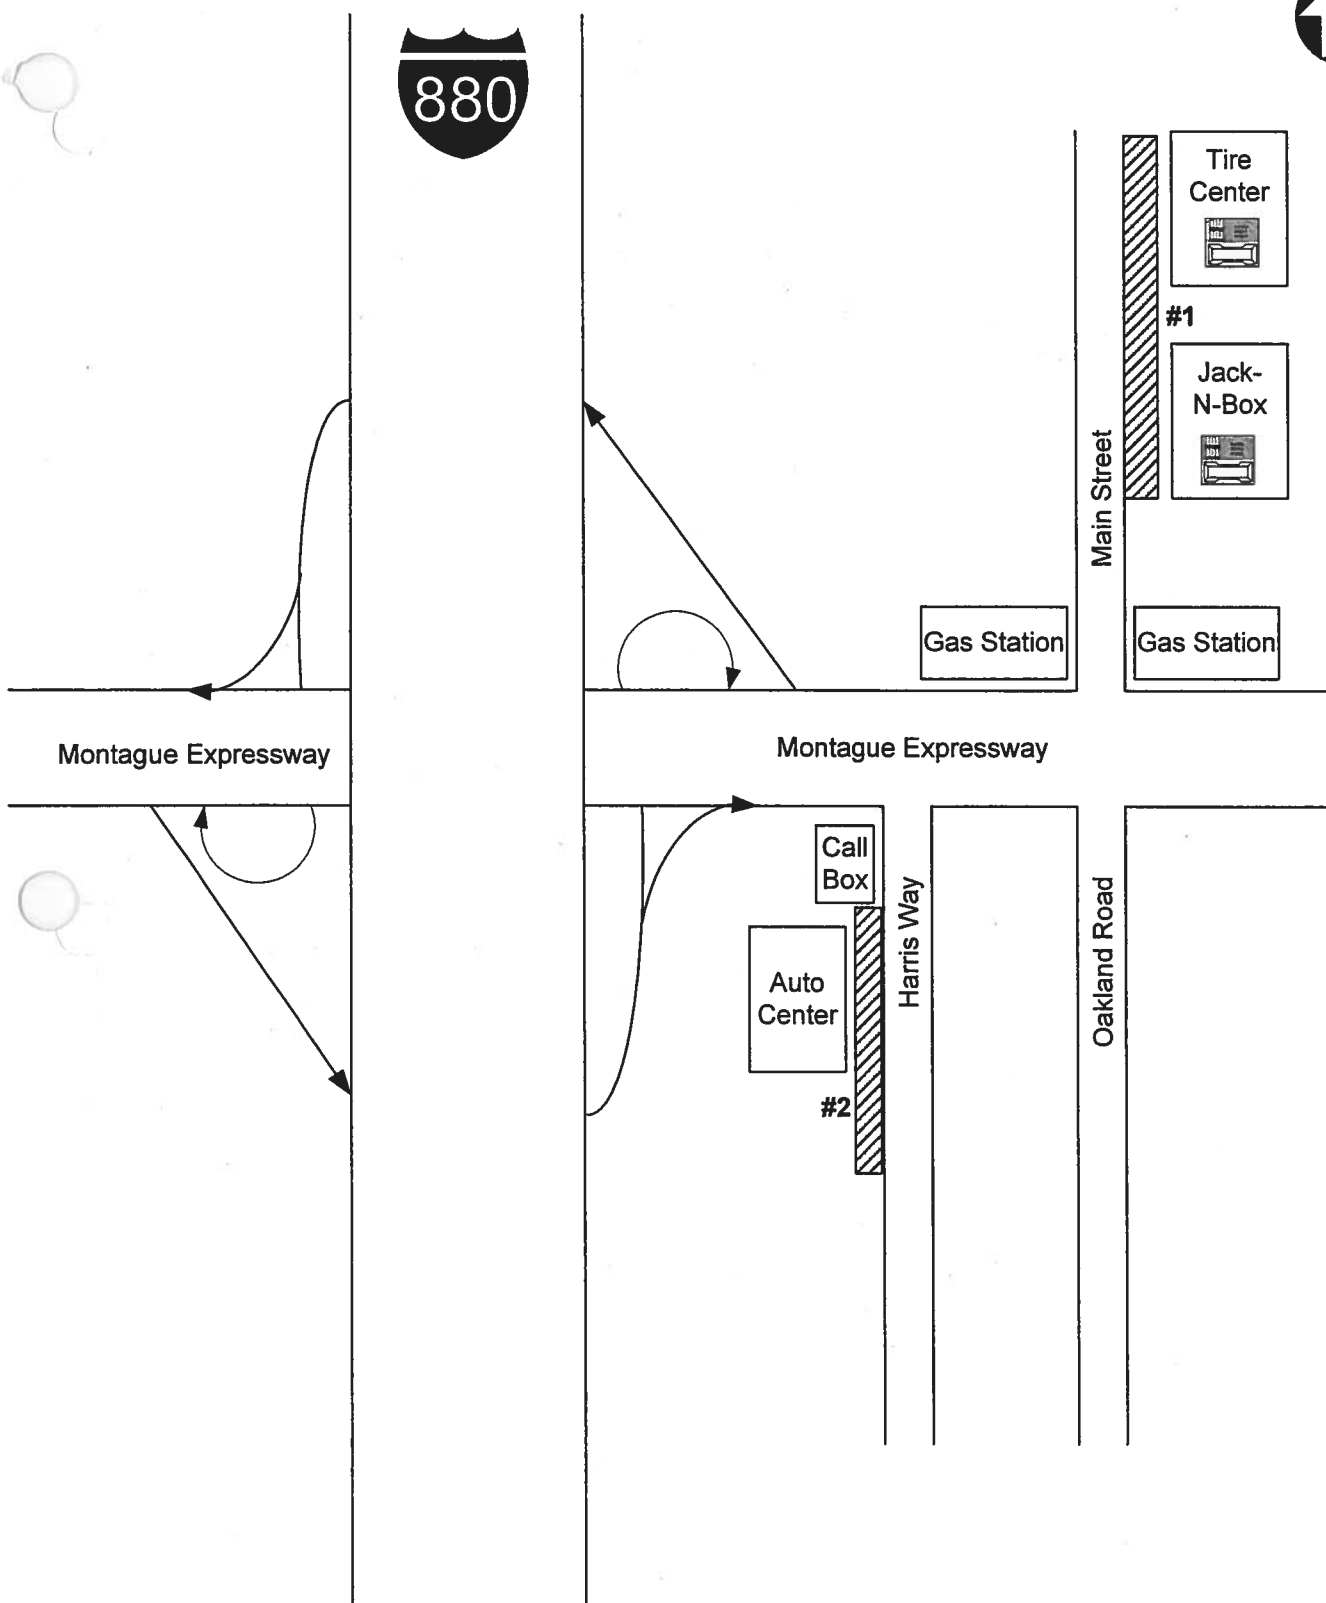 880
Tire
Center
#1
Jack-
N-Box
Main Street
Gas Station
Gas Station
Montague Expressway
Montague Expressway
Call
Box
Harris Way
Oakland Road
Auto
Center
#2